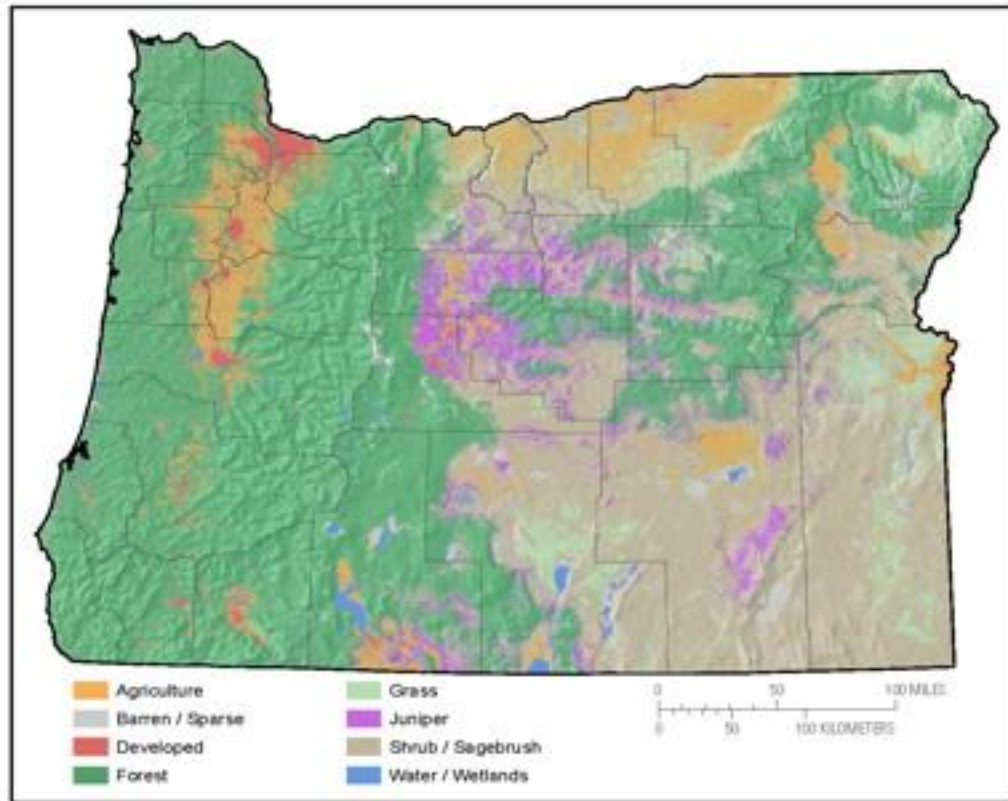 Agriculture
Barren / Sparse
Developed
Forest
Grass
Juniper
Shrub / Sagebrush
Water / Wetlands
0 50 100 MILES
0 50 100 KILOMETERS